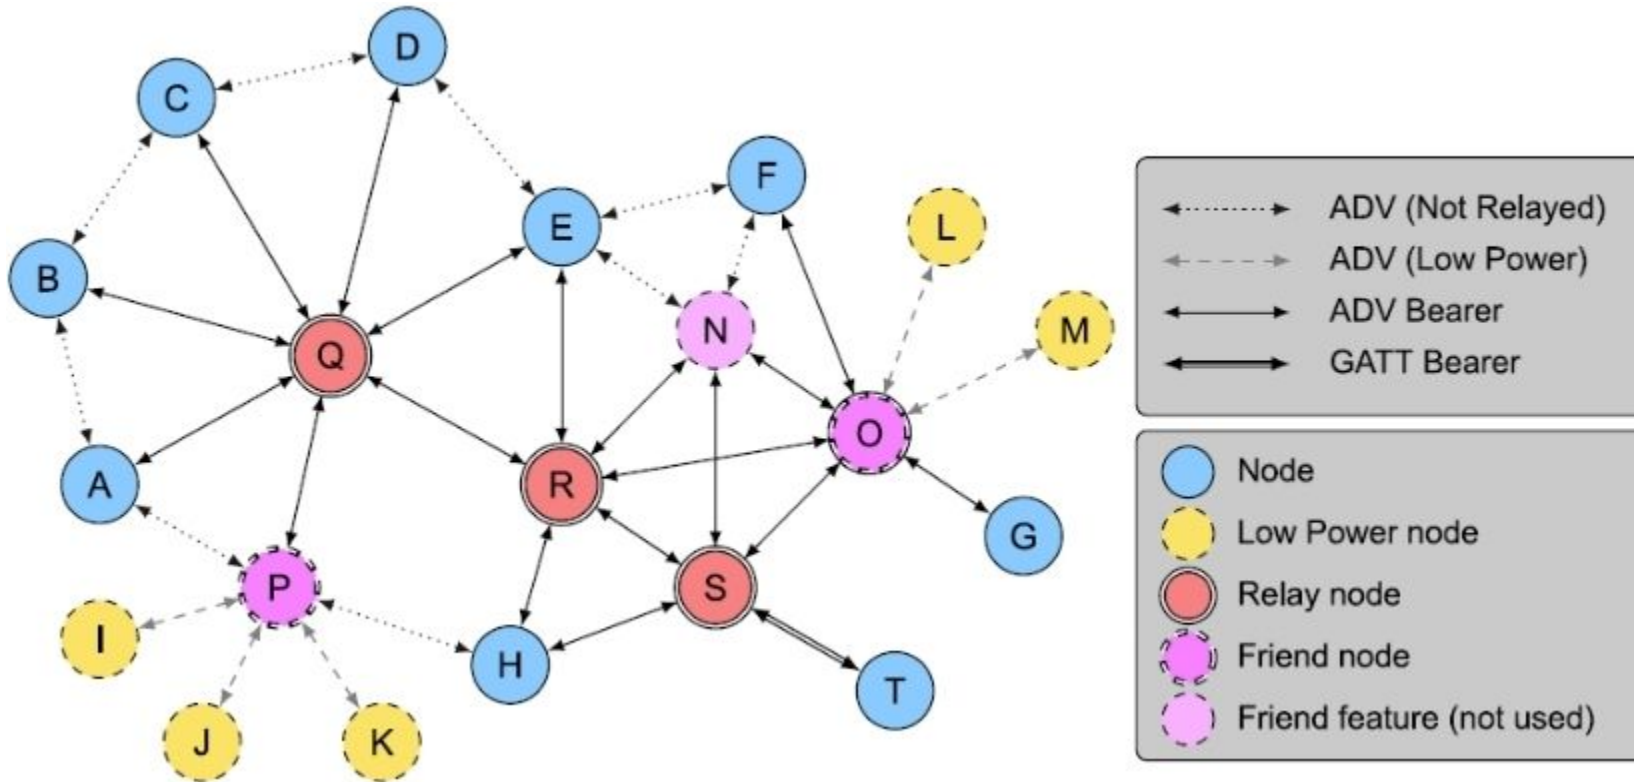 D
C
F
L
E
B
N
M
Q
O
A
R
G
P
S
I
H
T
J
K
ADV (Not Relayed)
ADV (Low Power)
ADV Bearer
GATT Bearer
Node
Low Power node
Relay node
Friend node
Friend feature (not used)